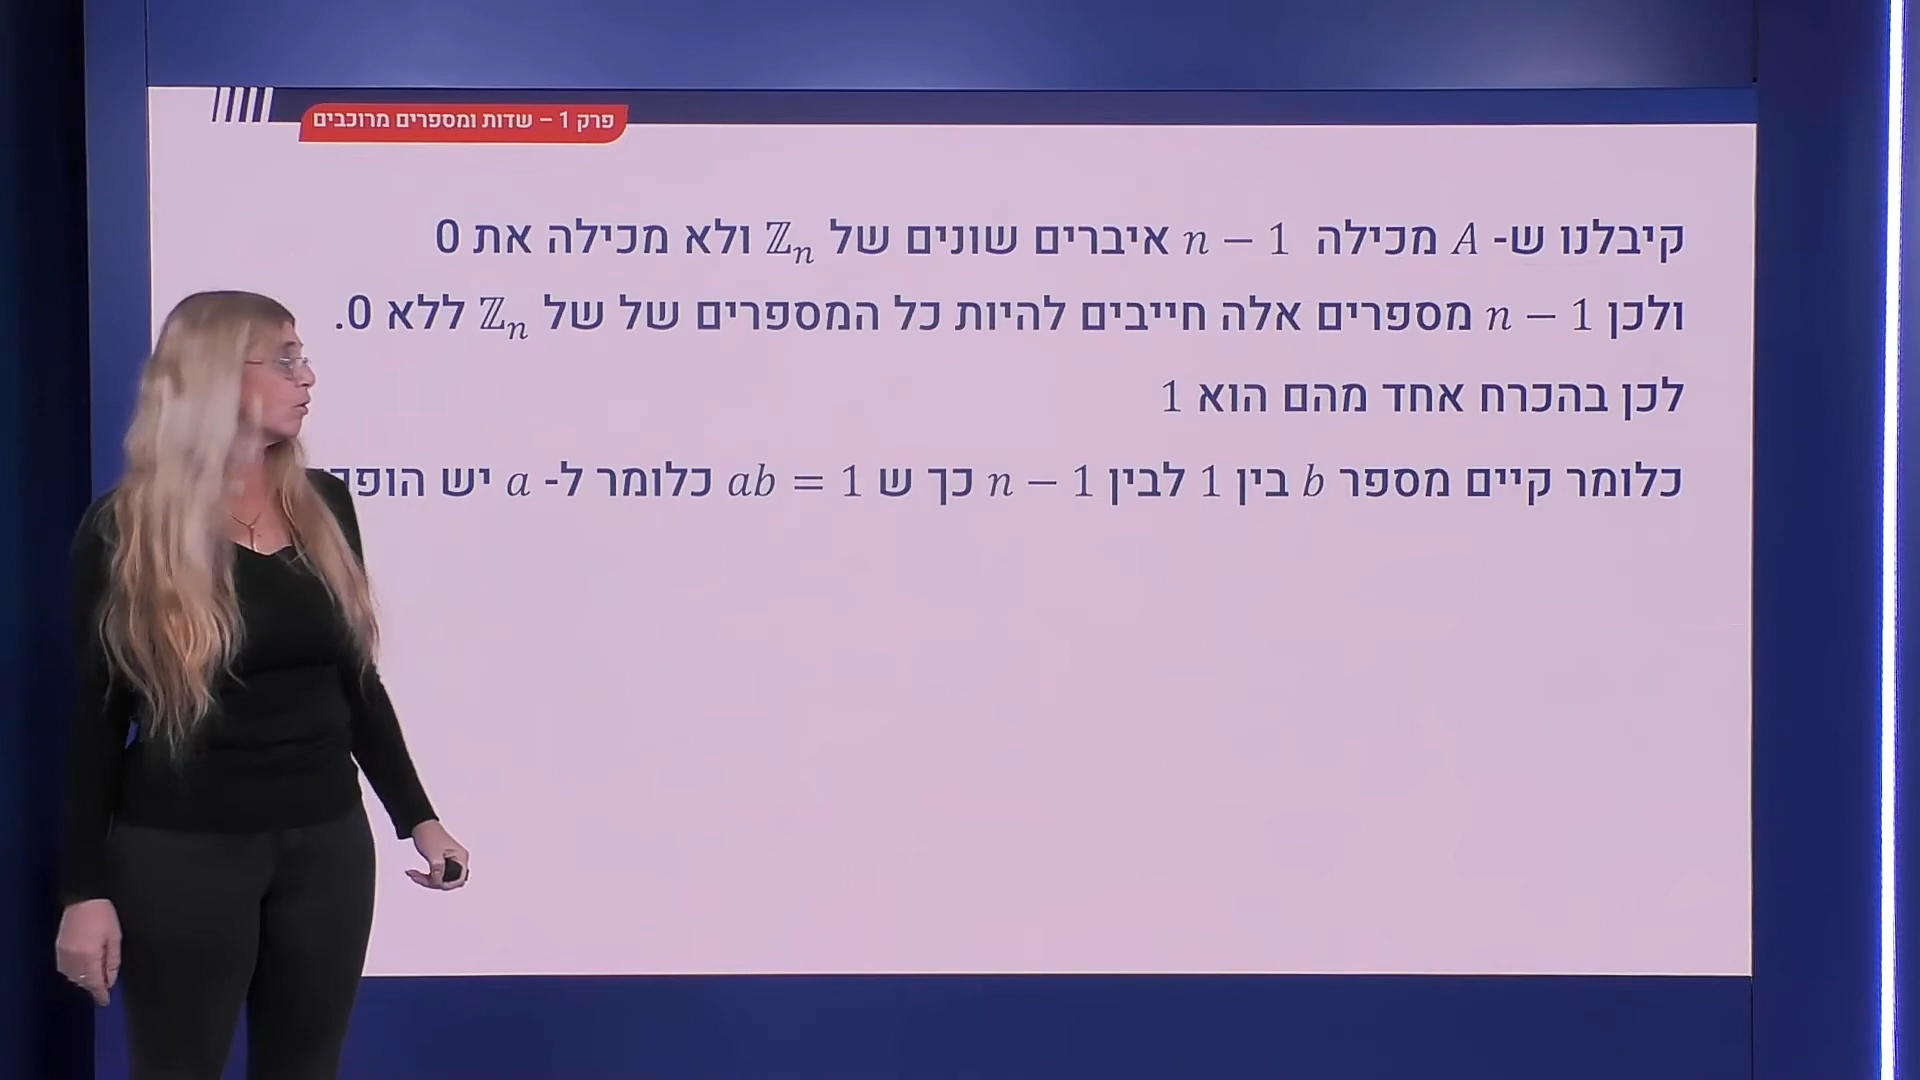 פרק 1 – שדות ומספרים מרוכבים
קיבלנו ש- A מכילה n − 1 איברים שונים של ℤn ולא מכילה את 0
ולכן n − 1 מספרים אלה חייבים להיות כל המספרים של של ℤn ללא 0.
לכן בהכרח אחד מהם הוא 1
כלומר קיים מספר b בין 1 לבין n − 1 כך ש ab = 1 כלומר ל- a יש